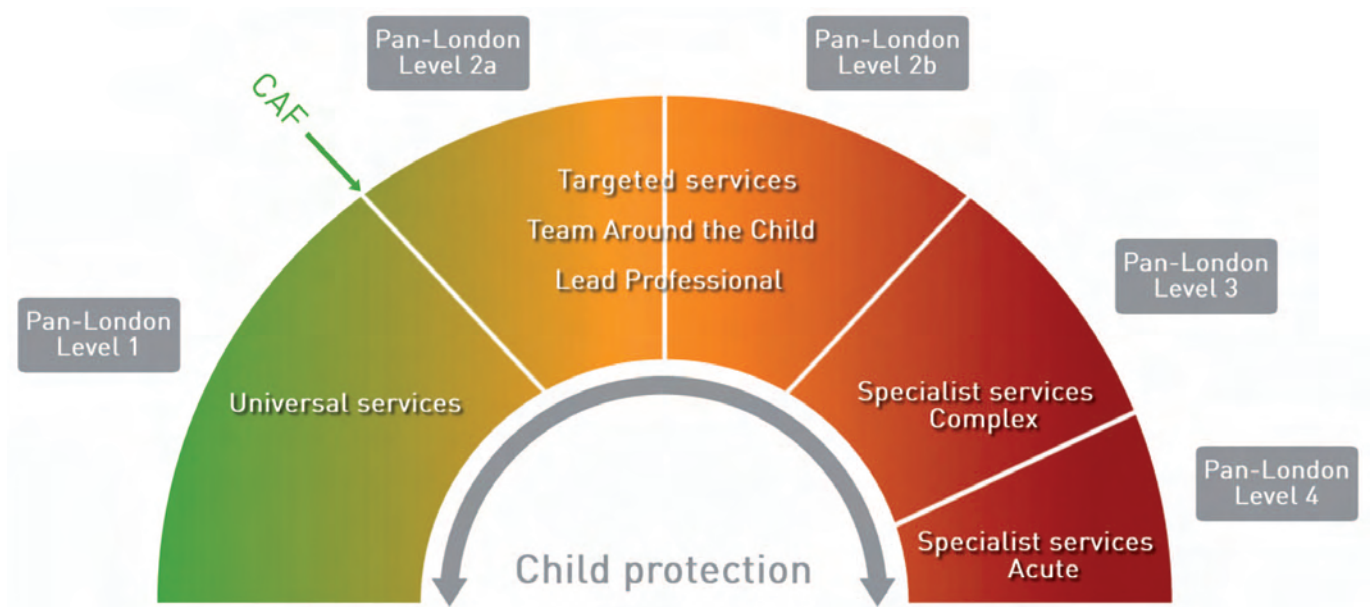 Pan-London
Level 2a
Pan-London
Level 2b
CAF
Targeted services
Team Around the Child
Lead Professional
Pan-London
Level 3
Pan-London
Level 1
Universal services
Specialist services
Complex
Pan-London
Level 4
Specialist services
Acute
Child protection